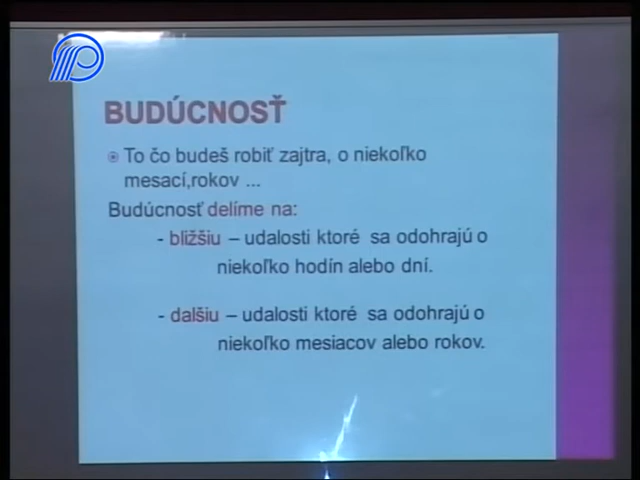 BUDÚCNOSŤ
To čo budeš robiť zajtra, o niekoľko
mesací,rokov ...
Budúcnosť delíme na:
- bližšiu – udalosti ktoré sa odohrajú o
niekoľko hodín alebo dní.
- dalšiu – udalosti ktoré sa odohrajú o
niekoľko mesiacov alebo rokov.